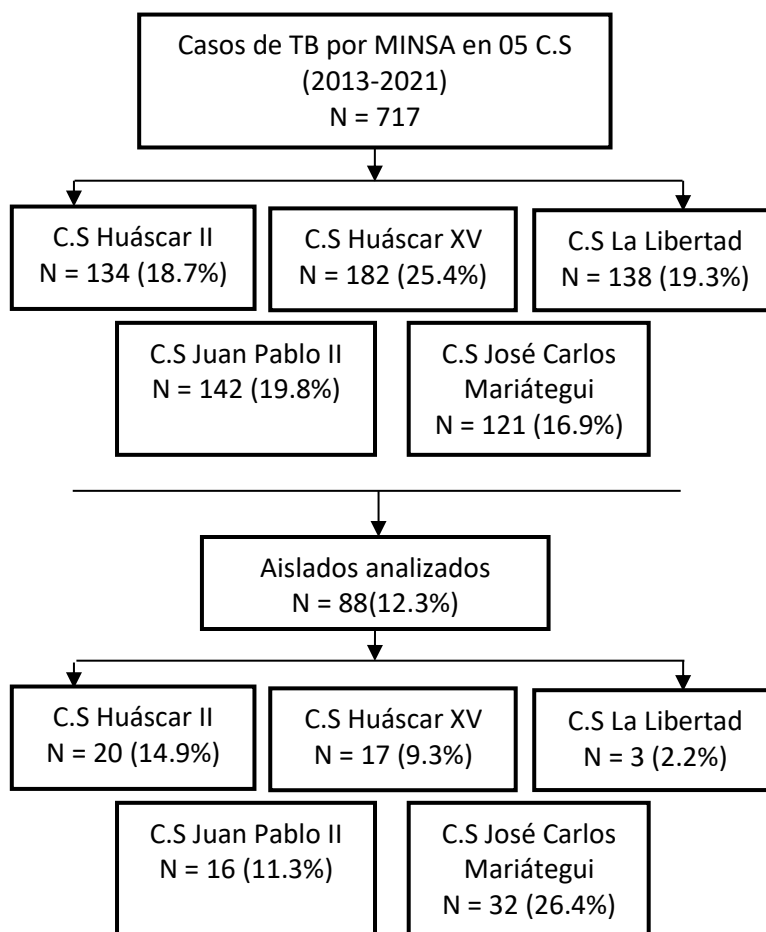 Casos de TB por MINSA en 05 C.S
(2013-2021)
N = 717
C.S Huáscar II
N = 134 (18.7%)
C.S Huáscar XV
N = 182 (25.4%)
C.S La Libertad
N = 138 (19.3%)
C.S Juan Pablo II
N = 142 (19.8%)
C.S José Carlos
Mariátegui
N = 121 (16.9%)
Aislados analizados
N = 88(12.3%)
C.S Huáscar II
N = 20 (14.9%)
C.S Huáscar XV
N = 17 (9.3%)
C.S La Libertad
N = 3 (2.2%)
C.S Juan Pablo II
N = 16 (11.3%)
C.S José Carlos
Mariátegui
N = 32 (26.4%)